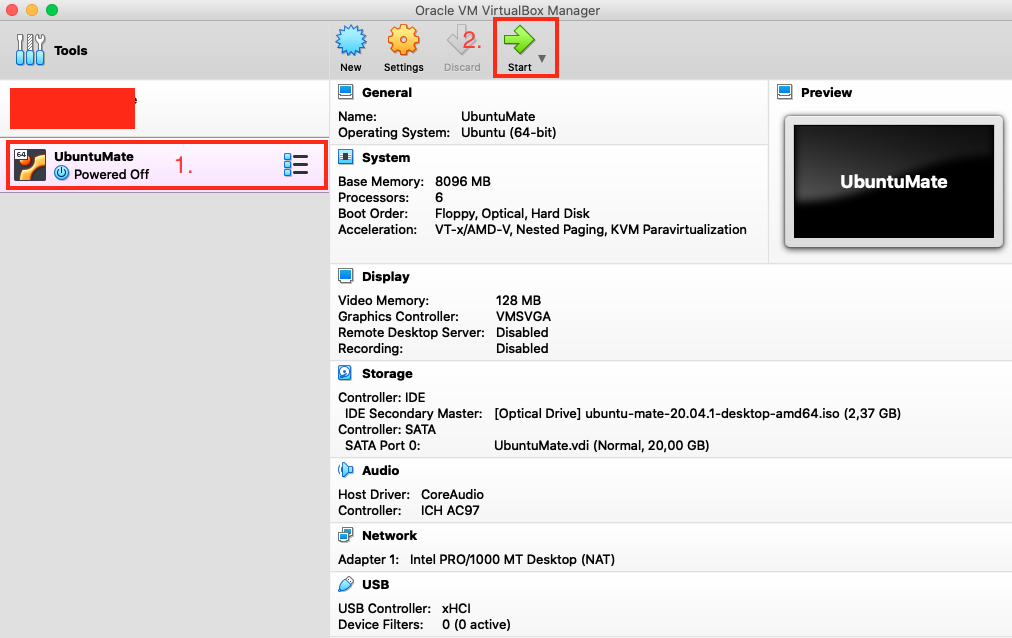 Oracle VM VirtualBox Manager
Tools
New
Settings
Discard
2.
Start
64
UbuntuMate
Powered Off
1.
General
Name: UbuntuMate
Operating System: Ubuntu (64-bit)
System
Base Memory: 8096 MB
Processors: 6
Boot Order: Floppy, Optical, Hard Disk
Acceleration: VT-x/AMD-V, Nested Paging, KVM Paravirtualization
Preview
UbuntuMate
Display
Video Memory: 128 MB
Graphics Controller: VMSVGA
Remote Desktop Server: Disabled
Recording: Disabled
Storage
Controller: IDE
IDE Secondary Master: [Optical Drive] ubuntu-mate-20.04.1-desktop-amd64.iso (2,37 GB)
Controller: SATA
SATA Port 0: UbuntuMate.vdi (Normal, 20,00 GB)
Audio
Host Driver: CoreAudio
Controller: ICH AC97
Network
Adapter 1: Intel PRO/1000 MT Desktop (NAT)
USB
USB Controller: xHCI
Device Filters: 0 (0 active)